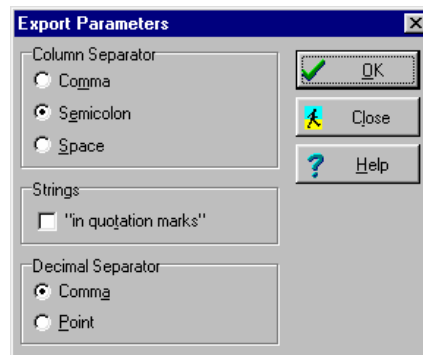 Export Parameters
Column Separator
Comma
Semicolon
Space
Strings
"in quotation marks"
Decimal Separator
Comma
Point
OK
Close
Help